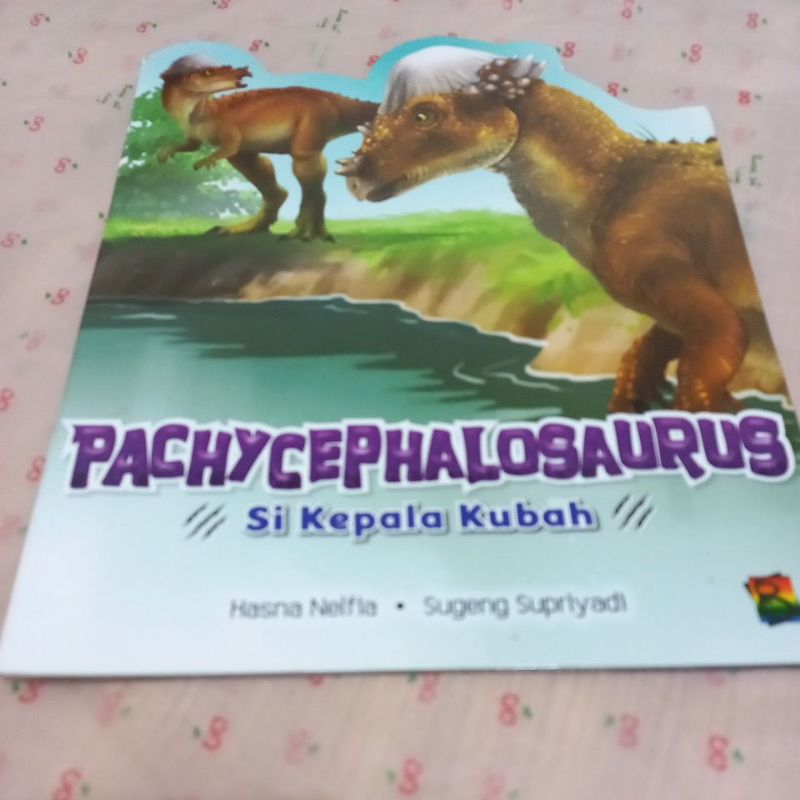 PACHYCEPHALOSAURUS
Si Kepala Kubah
Hasna Nelfia • Sugeng Supriyadi
B